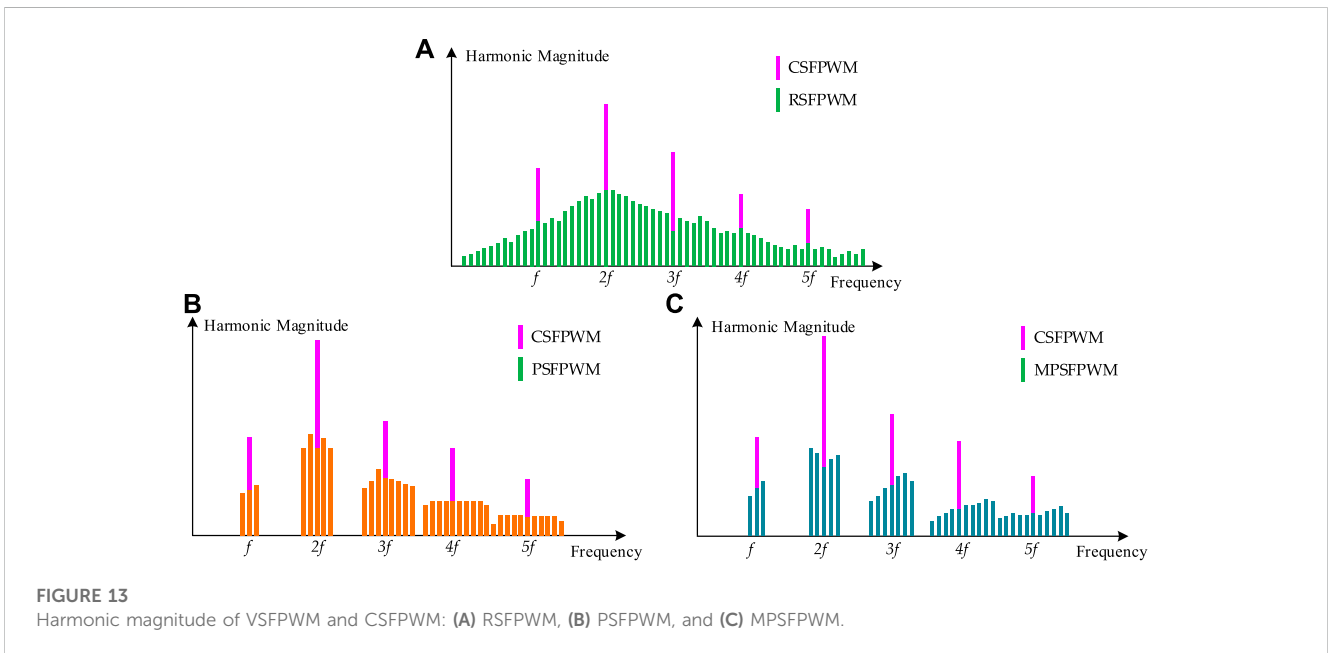 A
Harmonic Magnitude
CSFPWM
RSFPWM
f 2f 3f 4f 5f
Frequency
B
Harmonic Magnitude
CSFPWM
PSFPWM
f 2f 3f 4f 5f
Frequency
C
Harmonic Magnitude
CSFPWM
MPSFPWM
f 2f 3f 4f 5f
Frequency
FIGURE 13
Harmonic magnitude of VSFPWM and CSFPWM: (A) RSFPWM, (B) PSFPWM, and (C) MPSFPWM.